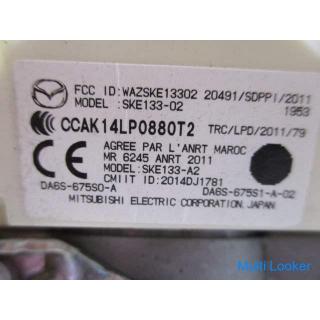 FCC ID:WAZSKE13302 20491/SDPPI/2011
MODEL :SKE133-02 1953
CCAK14LP0880T2 TRC/LPD/2011/79
AGREE PAR L'ANRT MAROC
MR 6245 ANRT 2011
MODEL:SKE133-A2
CMIIT ID:2014DJ1781
DA6S-675S0-A DA6S-675S1-A-02
MITSUBISHI ELECTRIC CORPORATION, JAPAN
Multi Looker